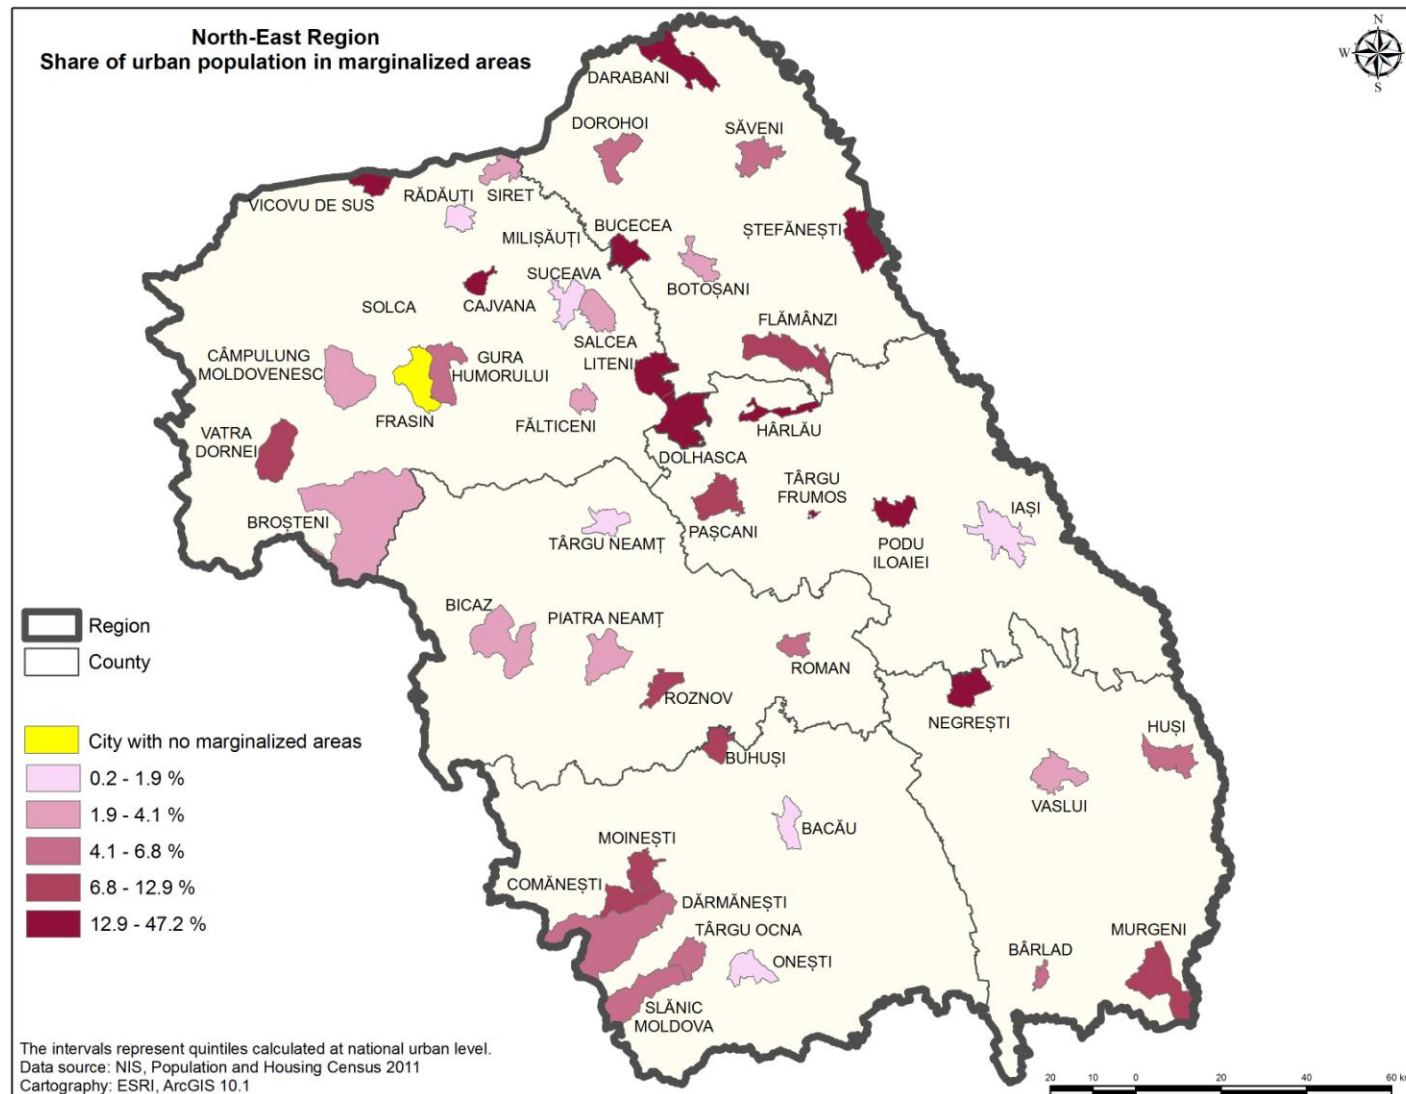 North-East Region
Share of urban population in marginalized areas
N
W
S
DARABANI
DOROHOI
SĂVENI
VICOVU DE SUS
RĂDĂUȚI
SIRET
MILIȘĂUȚI
BUCECEA
ȘTEFĂNEȘTI
SUCEAVA
BOTOȘANI
SOLCA
CAJVANA
FLĂMÂNZI
SALCEA
CÂMPULUNG
MOLDOVENESC
GURA
HUMORULUI
LITENI
FRASIN
FĂLTICENI
HÂRLĂU
VATRA
DORNEI
DOLHASCA
TÂRGU
FRUMOS
BROȘTENI
TÂRGU NEAMȚ
PAȘCANI
PODU
ILOAIEI
IAȘI
BICAZ
PIATRA NEAMȚ
ROMAN
ROZNOV
NEGREȘTI
HUȘI
BUHUȘI
VASLUI
BACĂU
MOINEȘTI
COMĂNEȘTI
DĂRMĂNEȘTI
TÂRGU OCNA
ONEȘTI
SLĂNIC
MOLDOVA
BÂRLAD
MURGENI
Region
County
City with no marginalized areas
0.2 - 1.9 %
1.9 - 4.1 %
4.1 - 6.8 %
6.8 - 12.9 %
12.9 - 47.2 %
The intervals represent quintiles calculated at national urban level.
Data source: NIS, Population and Housing Census 2011
Cartography: ESRI, ArcGIS 10.1
20 10 0 20 40 60